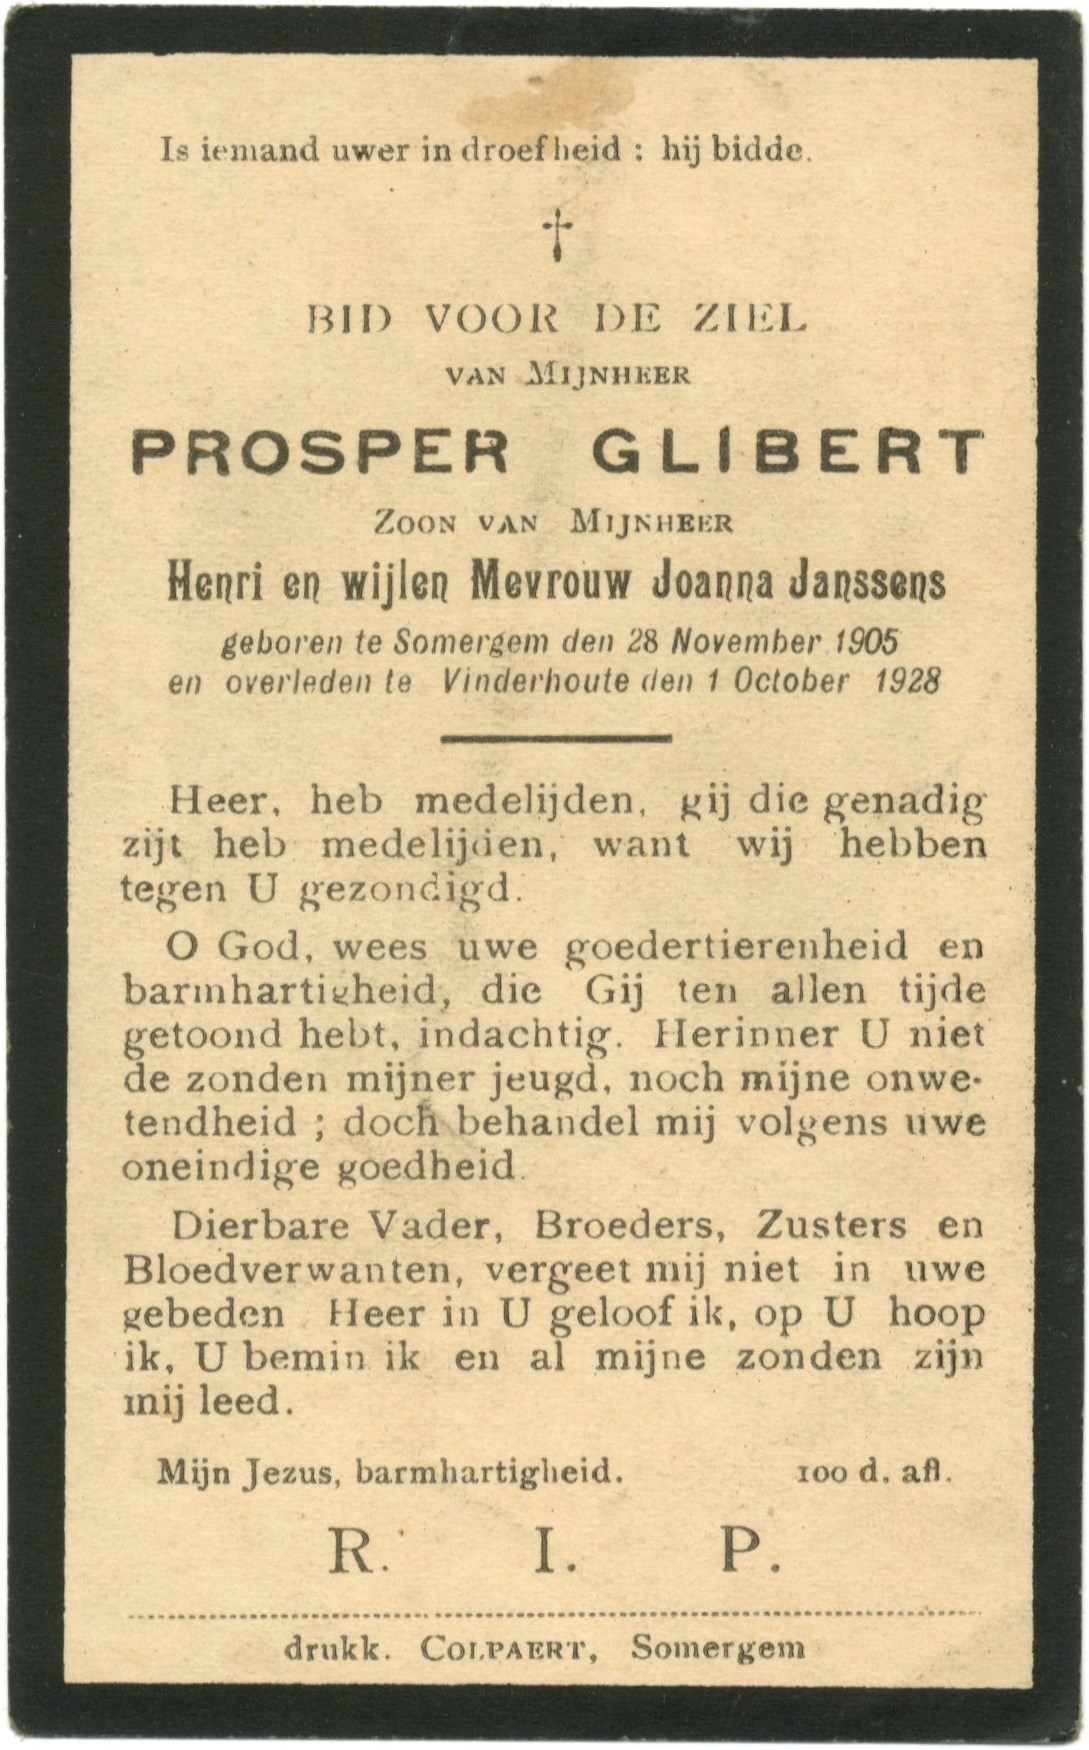 Is iemand uwer in droefheid : hij bidde.
†
BID VOOR DE ZIEL
VAN MIJNHEER
PROSPER GLIBERT
ZOON VAN MIJNHEER
Henri en wijlen Mevrouw Joanna Janssens
geboren te Somergem den 28 November 1905
en overleden te Vinderhoute den 1 October 1928
Heer, heb medelijden, gij die genadig
zijt heb medelijden, want wij hebben
tegen U gezondigd.
O God, wees uwe goedertierenheid en
barmhartigheid, die Gij ten allen tijde
getoond hebt, indachtig. Herinner U niet
de zonden mijner jeugd, noch mijne onwe-
tendheid ; doch behandel mij volgens uwe
oneindige goedheid.
Dierbare Vader, Broeders, Zusters en
Bloedverwanten, vergeet mij niet in uwe
gebeden Heer in U geloof ik, op U hoop
ik, U bemin ik en al mijne zonden zijn
mij leed.
Mijn Jezus, barmhartigheid. 100 d. afl.
R. I. P.
drukk. COLPAERT, Somergem